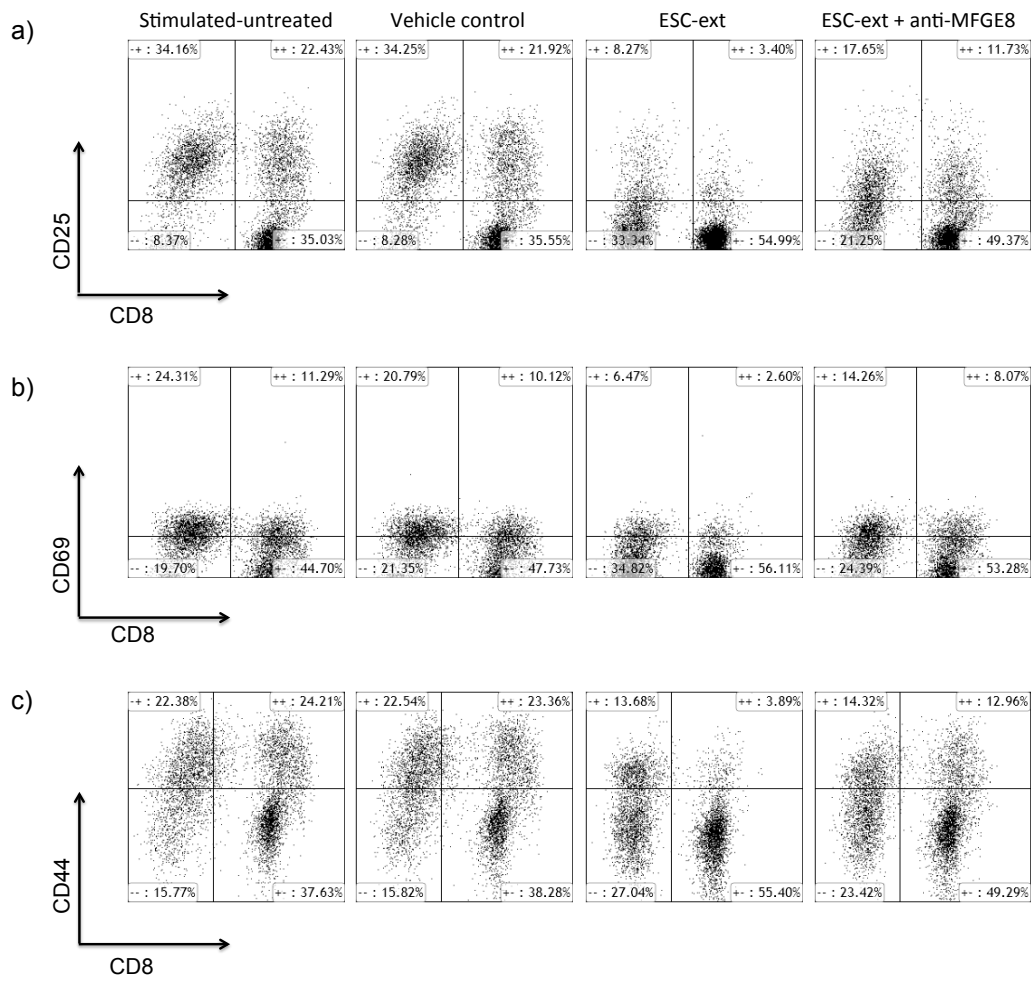 Stimulated-untreated Vehicle control ESC-ext ESC-ext + anti-MFGE8
a)
-+ : 34.16% ++ : 22.43% -+ : 34.25% ++ : 21.92% -+ : 8.27% ++ : 3.40% -+ : 17.65% ++ : 11.73%
CD25
-- : 8.37% +- : 35.03% -- : 8.28% +- : 35.55% -- : 33.34% +- : 54.99% -- : 21.25% +- : 49.37%
CD8
b)
-+ : 24.31% ++ : 11.29% -+ : 20.79% ++ : 10.12% -+ : 6.47% ++ : 2.60% -+ : 14.26% ++ : 8.07%
CD69
-- : 19.70% +- : 44.70% -- : 21.35% +- : 47.73% -- : 34.82% +- : 56.11% -- : 24.39% +- : 53.28%
CD8
c)
-+ : 22.38% ++ : 24.21% -+ : 22.54% ++ : 23.36% -+ : 13.68% ++ : 3.89% -+ : 14.32% ++ : 12.96%
CD44
-- : 15.77% +- : 37.63% -- : 15.82% +- : 38.28% -- : 27.04% +- : 55.40% -- : 23.42% +- : 49.29%
CD8